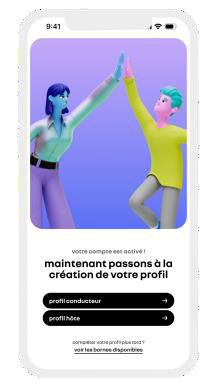 9:41
votre compte est activé !
maintenant passons à la
création de votre profil
profil conducteur →
profil hôte →
compléter votre profil plus tard ?
voir les bornes disponibles